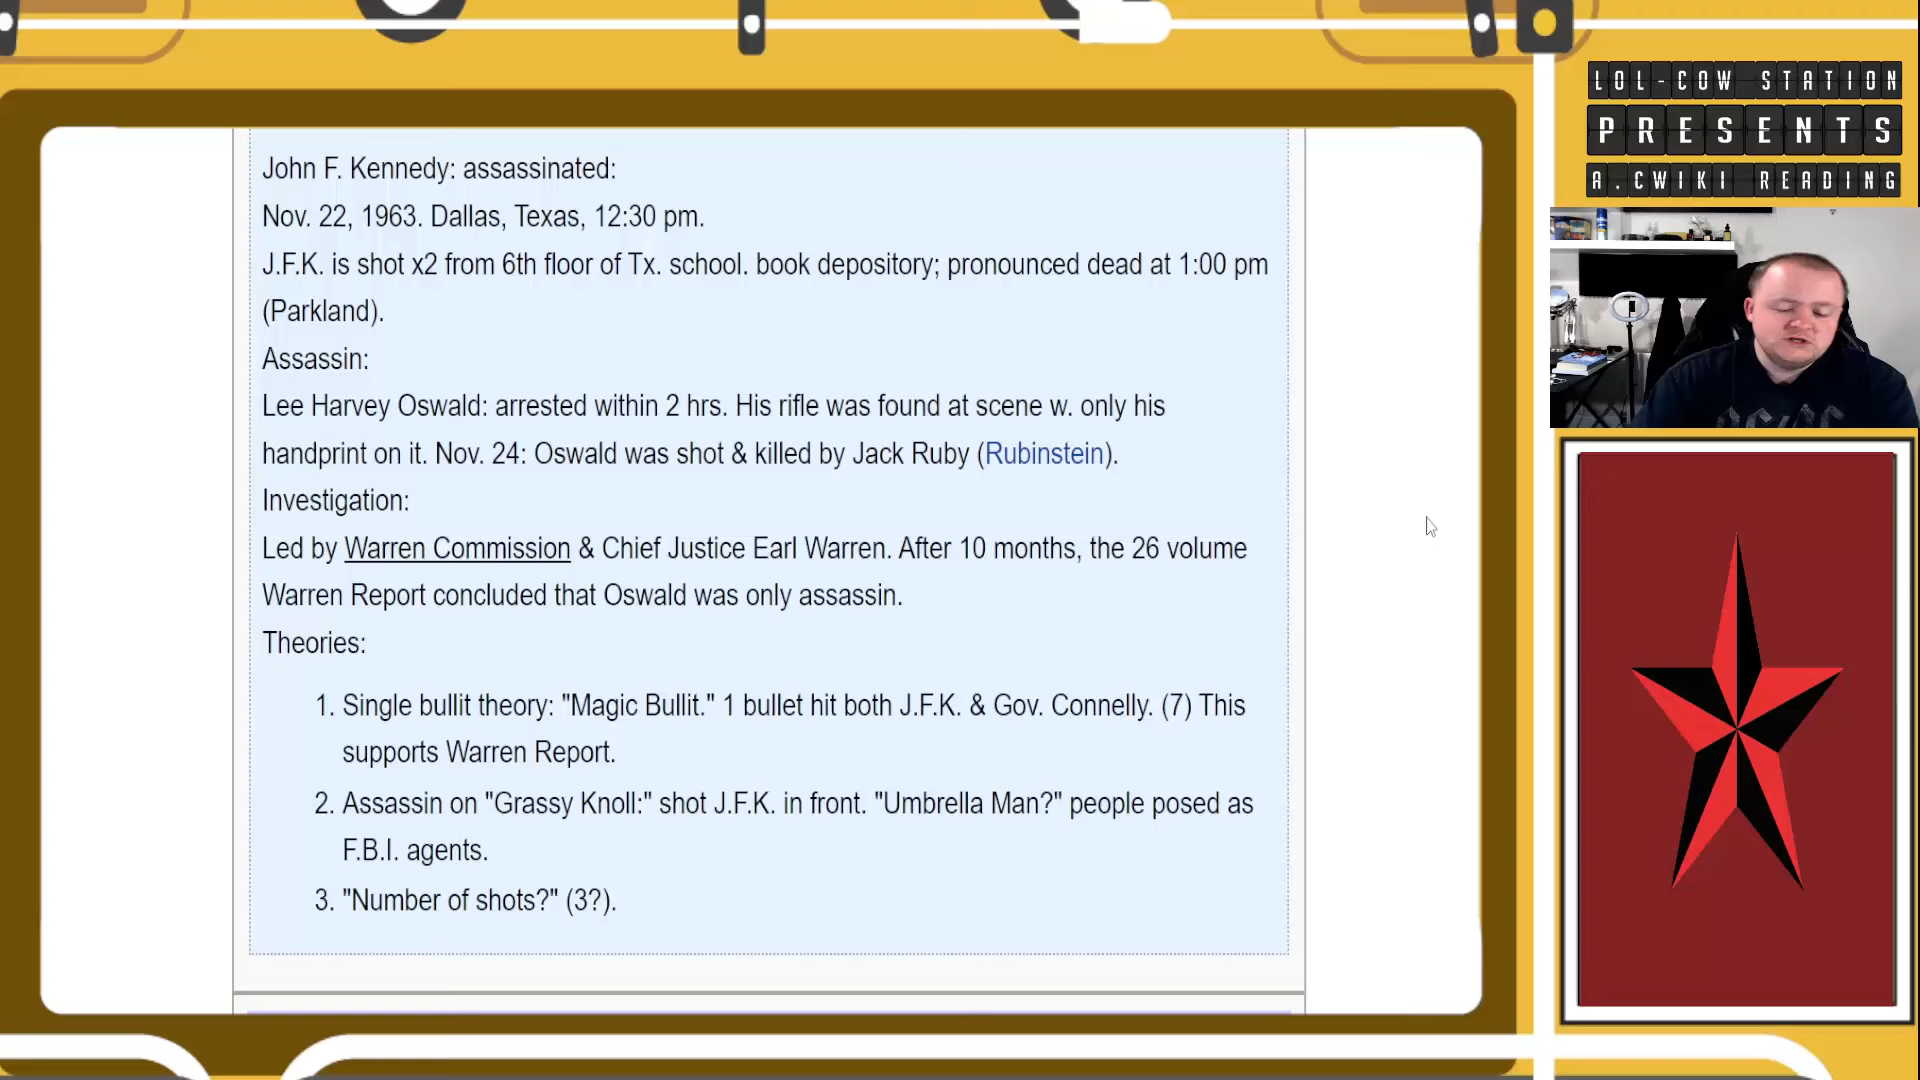 LOL-COW STATION
PRESENTS
A.CWIKI READING
John F. Kennedy: assassinated:
Nov. 22, 1963. Dallas, Texas, 12:30 pm.
J.F.K. is shot x2 from 6th floor of Tx. school. book depository; pronounced dead at 1:00 pm
(Parkland).
Assassin:
Lee Harvey Oswald: arrested within 2 hrs. His rifle was found at scene w. only his
handprint on it. Nov. 24: Oswald was shot & killed by Jack Ruby (Rubinstein).
Investigation:
Led by Warren Commission & Chief Justice Earl Warren. After 10 months, the 26 volume
Warren Report concluded that Oswald was only assassin.
Theories:
1. Single bullit theory: "Magic Bullit." 1 bullet hit both J.F.K. & Gov. Connelly. (7) This
supports Warren Report.
2. Assassin on "Grassy Knoll:" shot J.F.K. in front. "Umbrella Man?" people posed as
F.B.I. agents.
3. "Number of shots?" (3?).